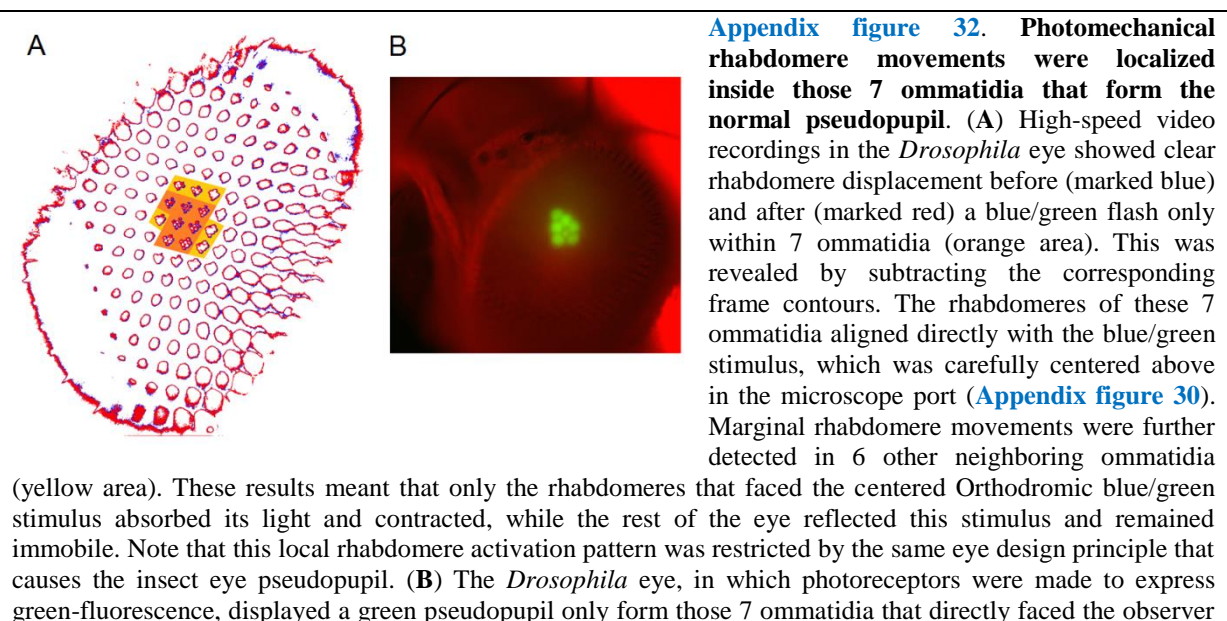 A
B
Appendix figure 32. Photomechanical
rhabdomere movements were localized
inside those 7 ommatidia that form the
normal pseudopupil. (A) High-speed video
recordings in the Drosophila eye showed clear
rhabdomere displacement before (marked blue)
and after (marked red) a blue/green flash only
within 7 ommatidia (orange area). This was
revealed by subtracting the corresponding
frame contours. The rhabdomeres of these 7
ommatidia aligned directly with the blue/green
stimulus, which was carefully centered above
in the microscope port (Appendix figure 30).
Marginal rhabdomere movements were further
detected in 6 other neighboring ommatidia
(yellow area). These results meant that only the rhabdomeres that faced the centered Orthodromic blue/green
stimulus absorbed its light and contracted, while the rest of the eye reflected this stimulus and remained
immobile. Note that this local rhabdomere activation pattern was restricted by the same eye design principle that
causes the insect eye pseudopupil. (B) The Drosophila eye, in which photoreceptors were made to express
green-fluorescence, displayed a green pseudopupil only form those 7 ommatidia that directly faced the observer